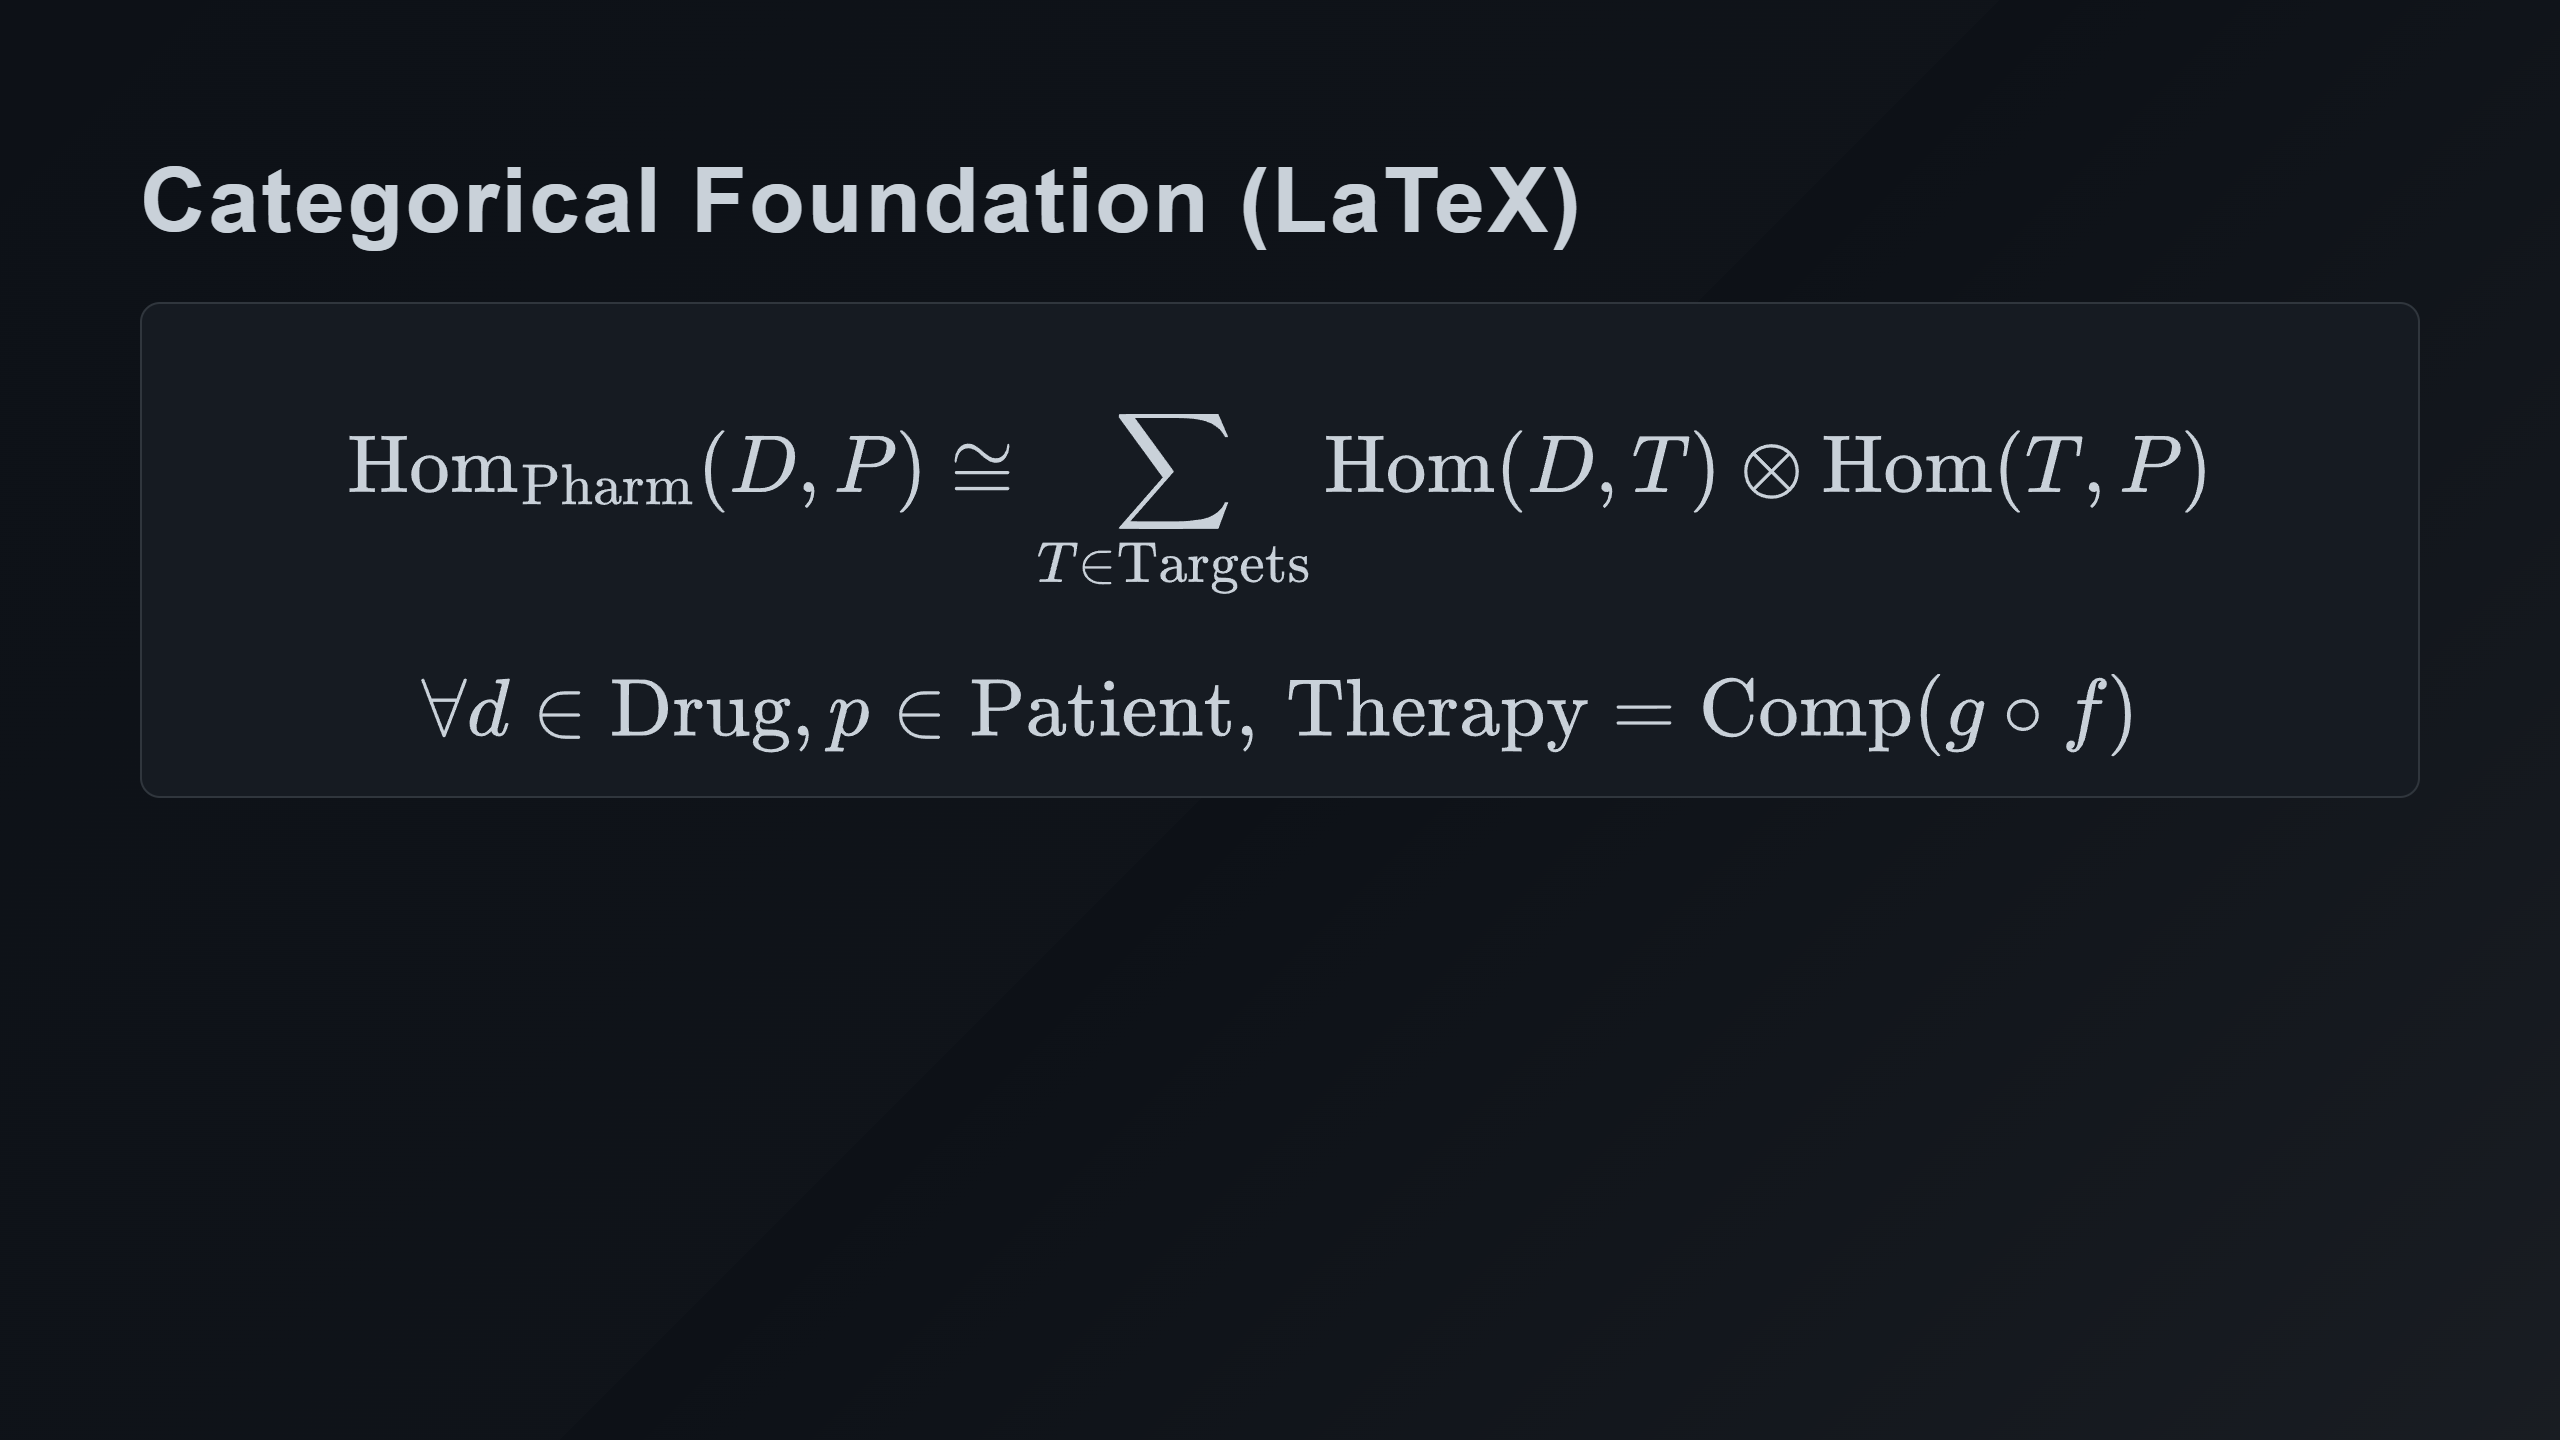 Categorical Foundation (LaTeX)
Hom_Pharm(D, P) ≅ ∑_{T∈Targets} Hom(D, T) ⊗ Hom(T, P)
∀d ∈ Drug, p ∈ Patient, Therapy = Comp(g ∘ f)